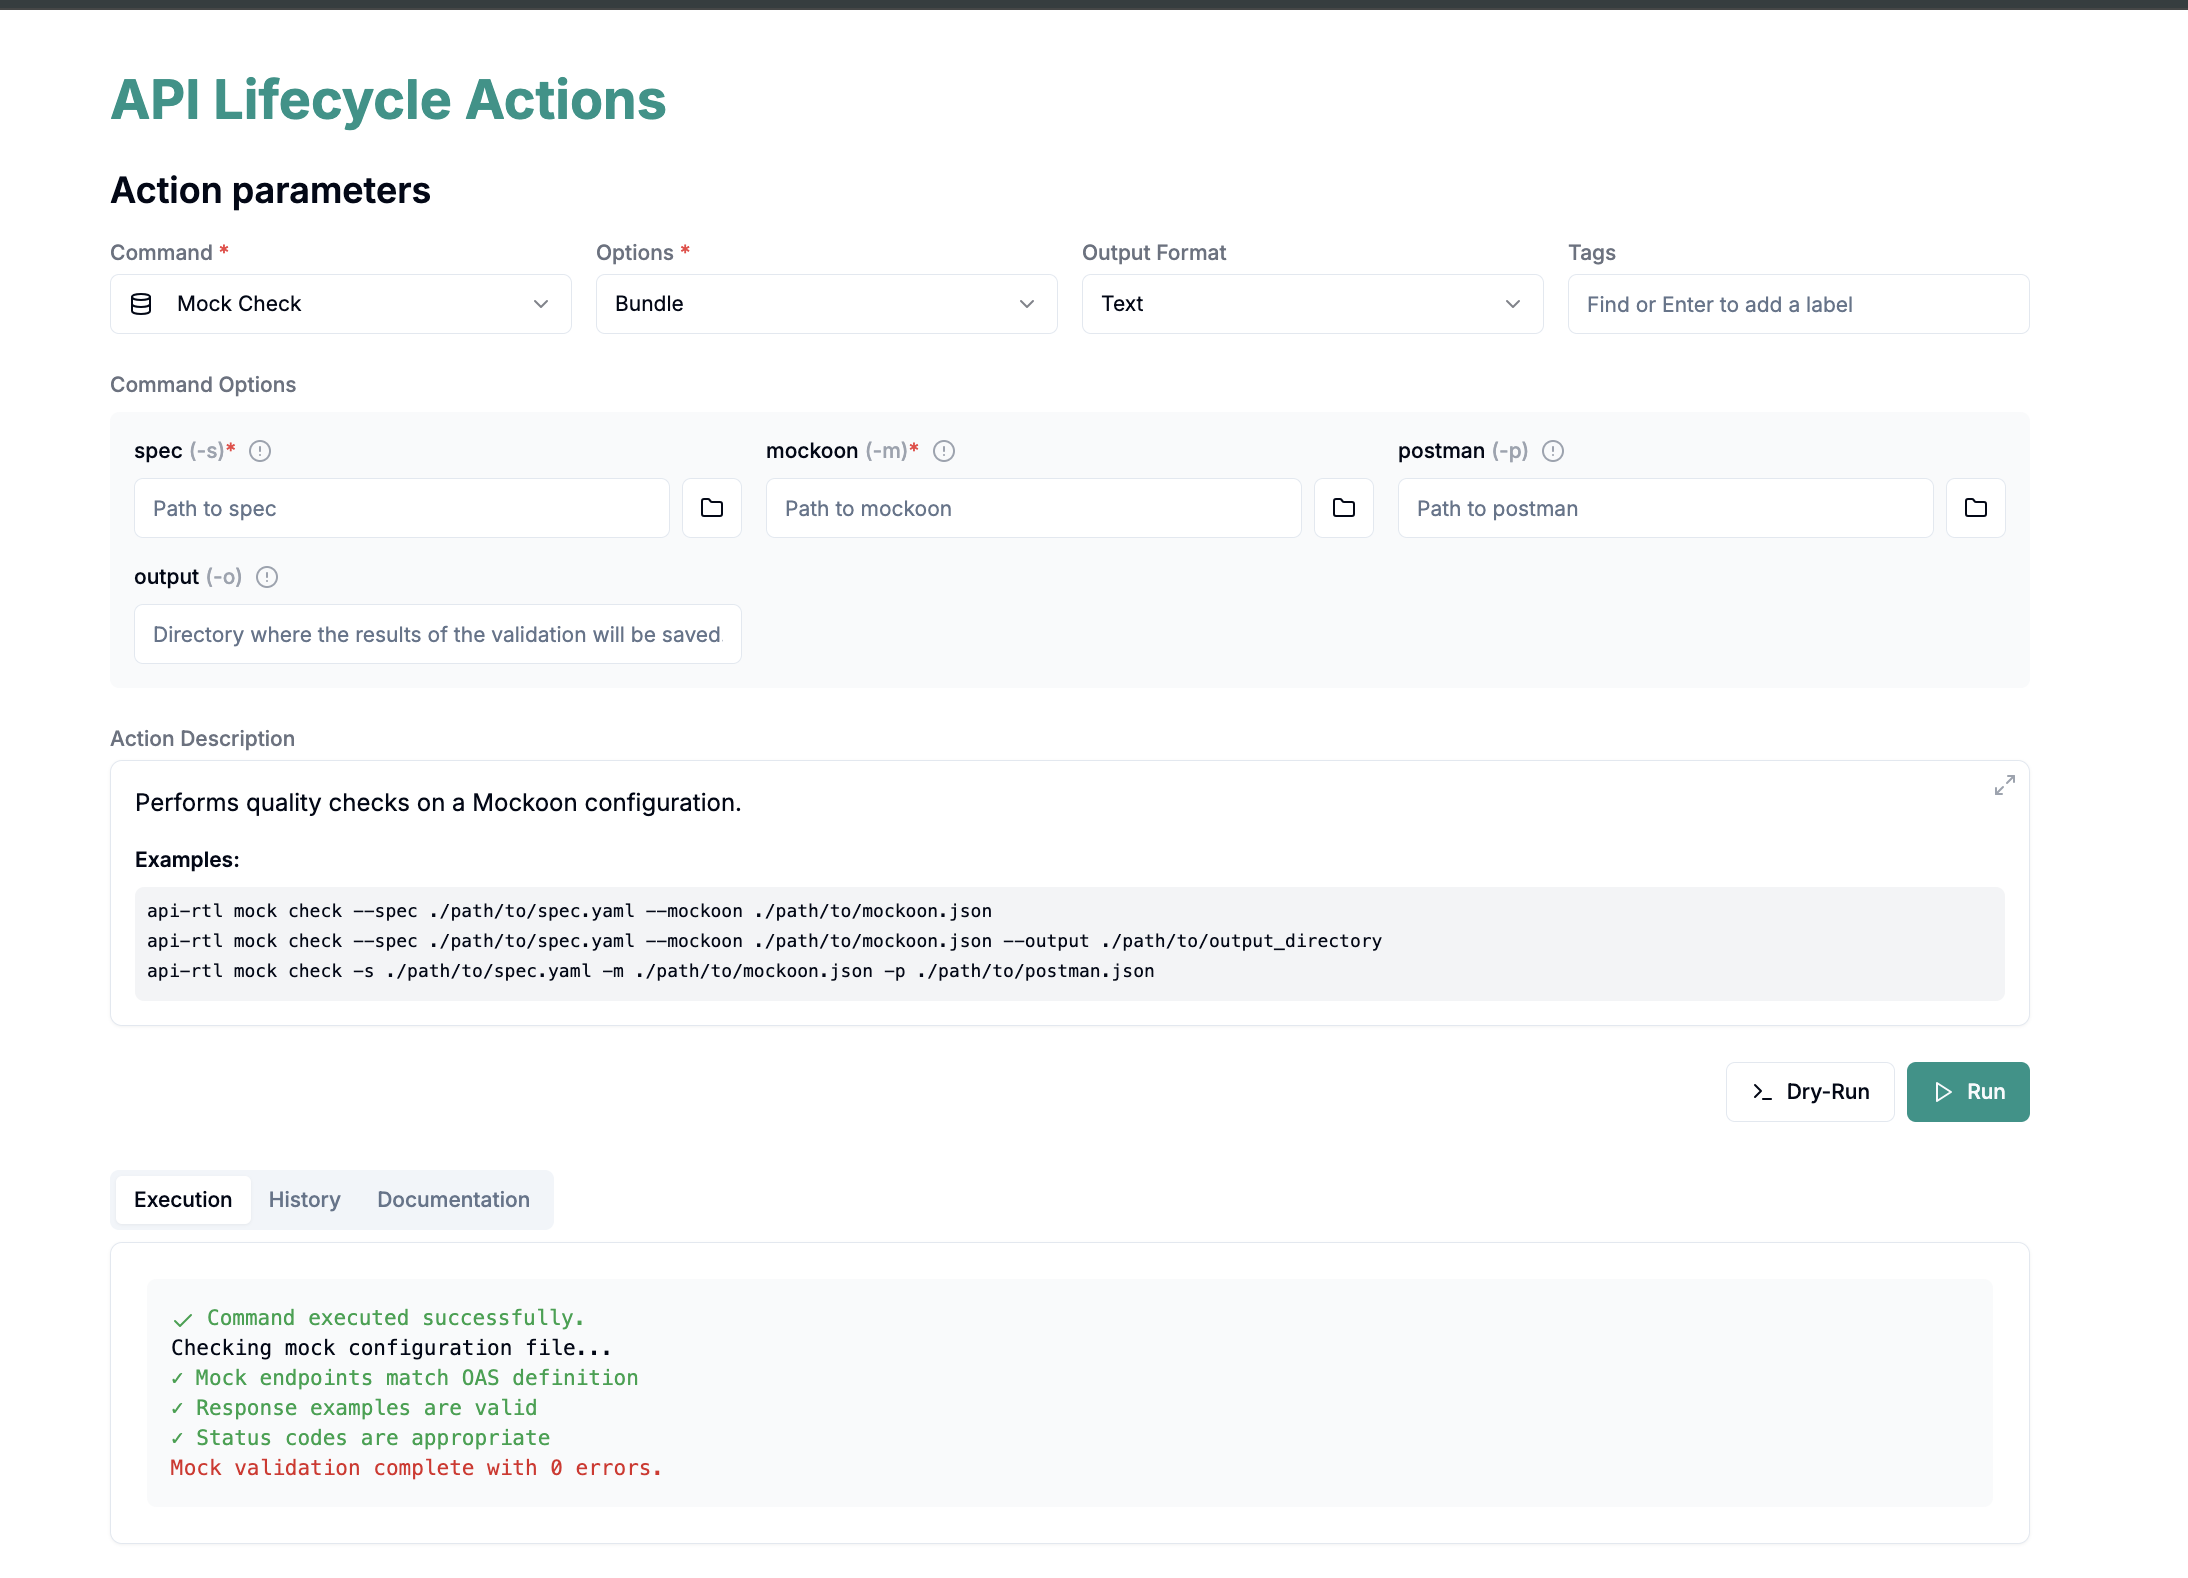 API Lifecycle Actions
Action parameters
Command *
Options *
Output Format
Tags
Mock Check
Bundle
Text
Find or Enter to add a label
Command Options
spec (-s)*
mockoon (-m)*
postman (-p)
Path to spec
Path to mockoon
Path to postman
output (-o)
Directory where the results of the validation will be saved
Action Description
Performs quality checks on a Mockoon configuration.
Examples:
api-rtl mock check --spec ./path/to/spec.yaml --mockoon ./path/to/mockoon.json
api-rtl mock check --spec ./path/to/spec.yaml --mockoon ./path/to/mockoon.json --output ./path/to/output_directory
api-rtl mock check -s ./path/to/spec.yaml -m ./path/to/mockoon.json -p ./path/to/postman.json
>_ Dry-Run
Run
Execution
History
Documentation
✓ Command executed successfully.
Checking mock configuration file...
✓ Mock endpoints match OAS definition
✓ Response examples are valid
✓ Status codes are appropriate
Mock validation complete with 0 errors.